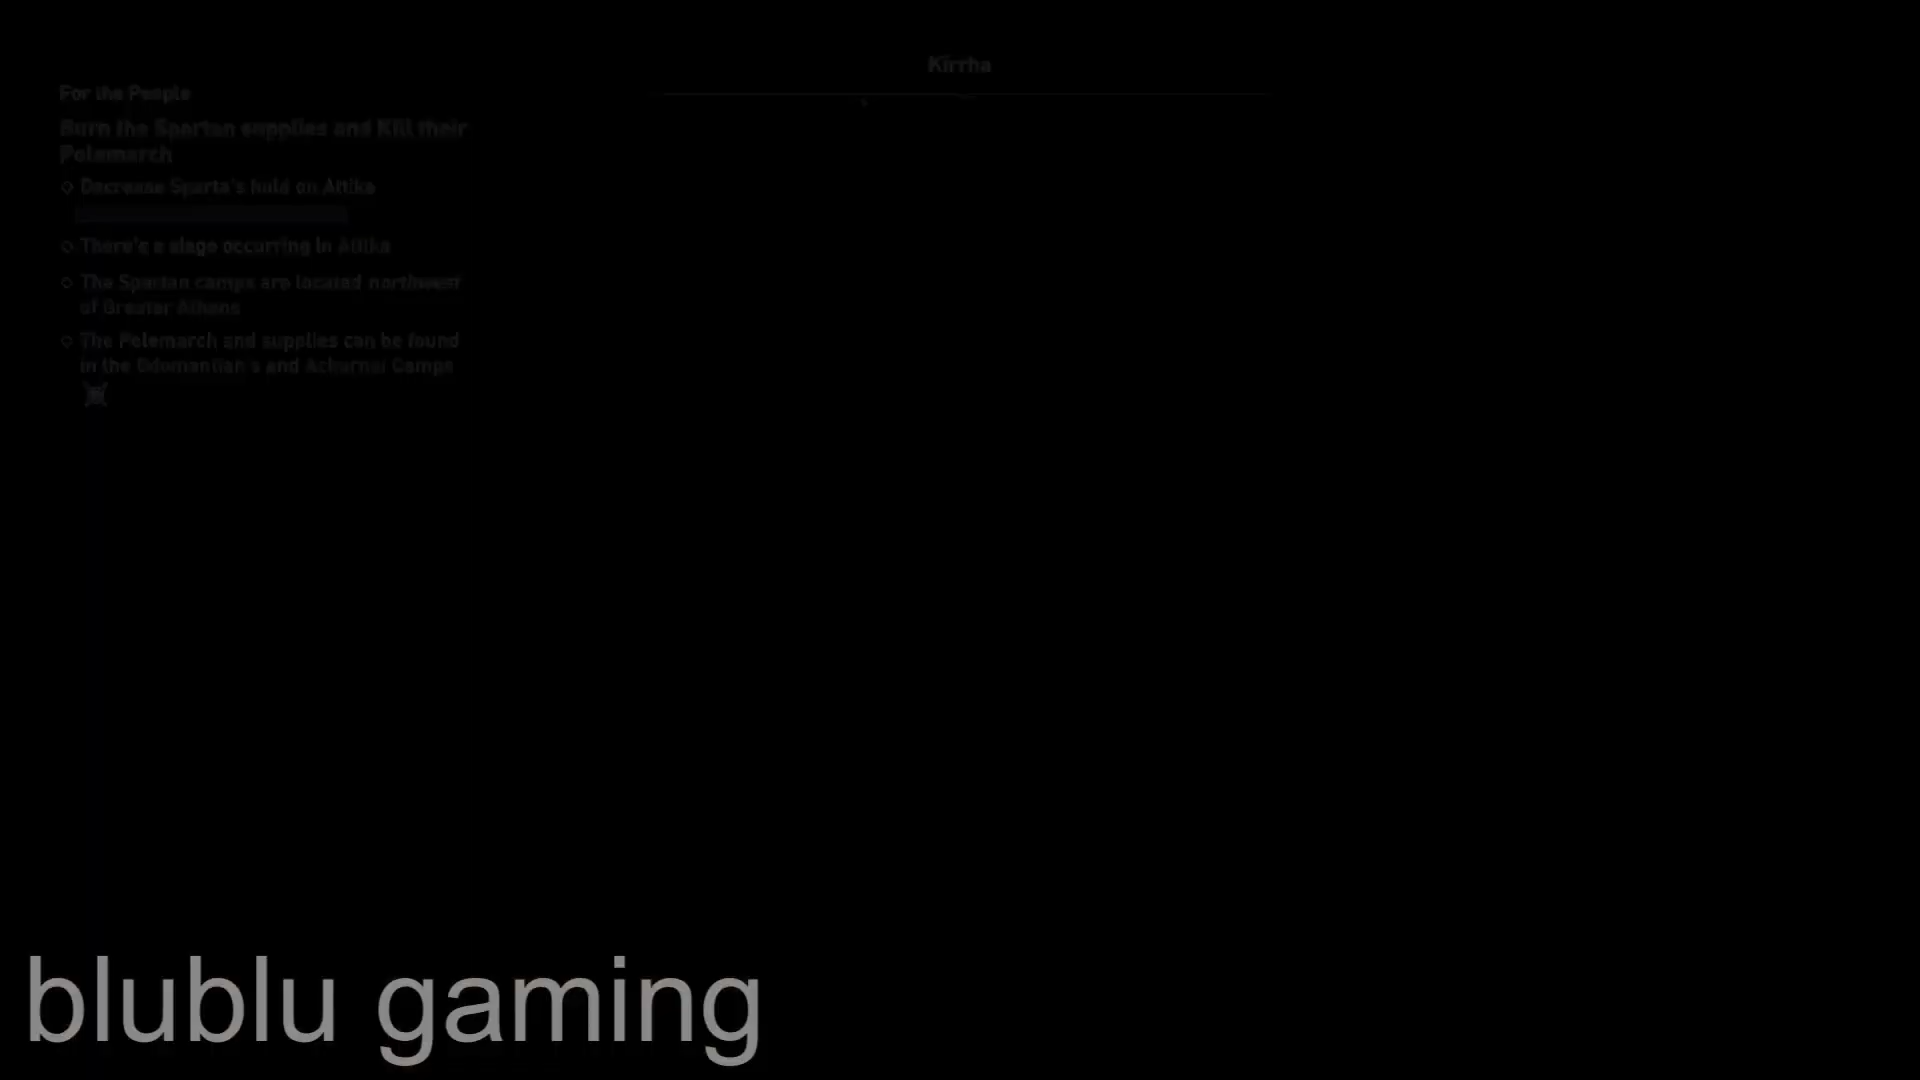 Kirrha
For the People
Burn the Spartan supplies and Kill their
Polemarch
Decrease Sparta's hold on Attika
There's a siege occurring in Attika
The Spartan camps are located northwest
of Greater Athens
The Polemarch and supplies can be found
in the Odomantian's and Acharnai Camps
blublu gaming